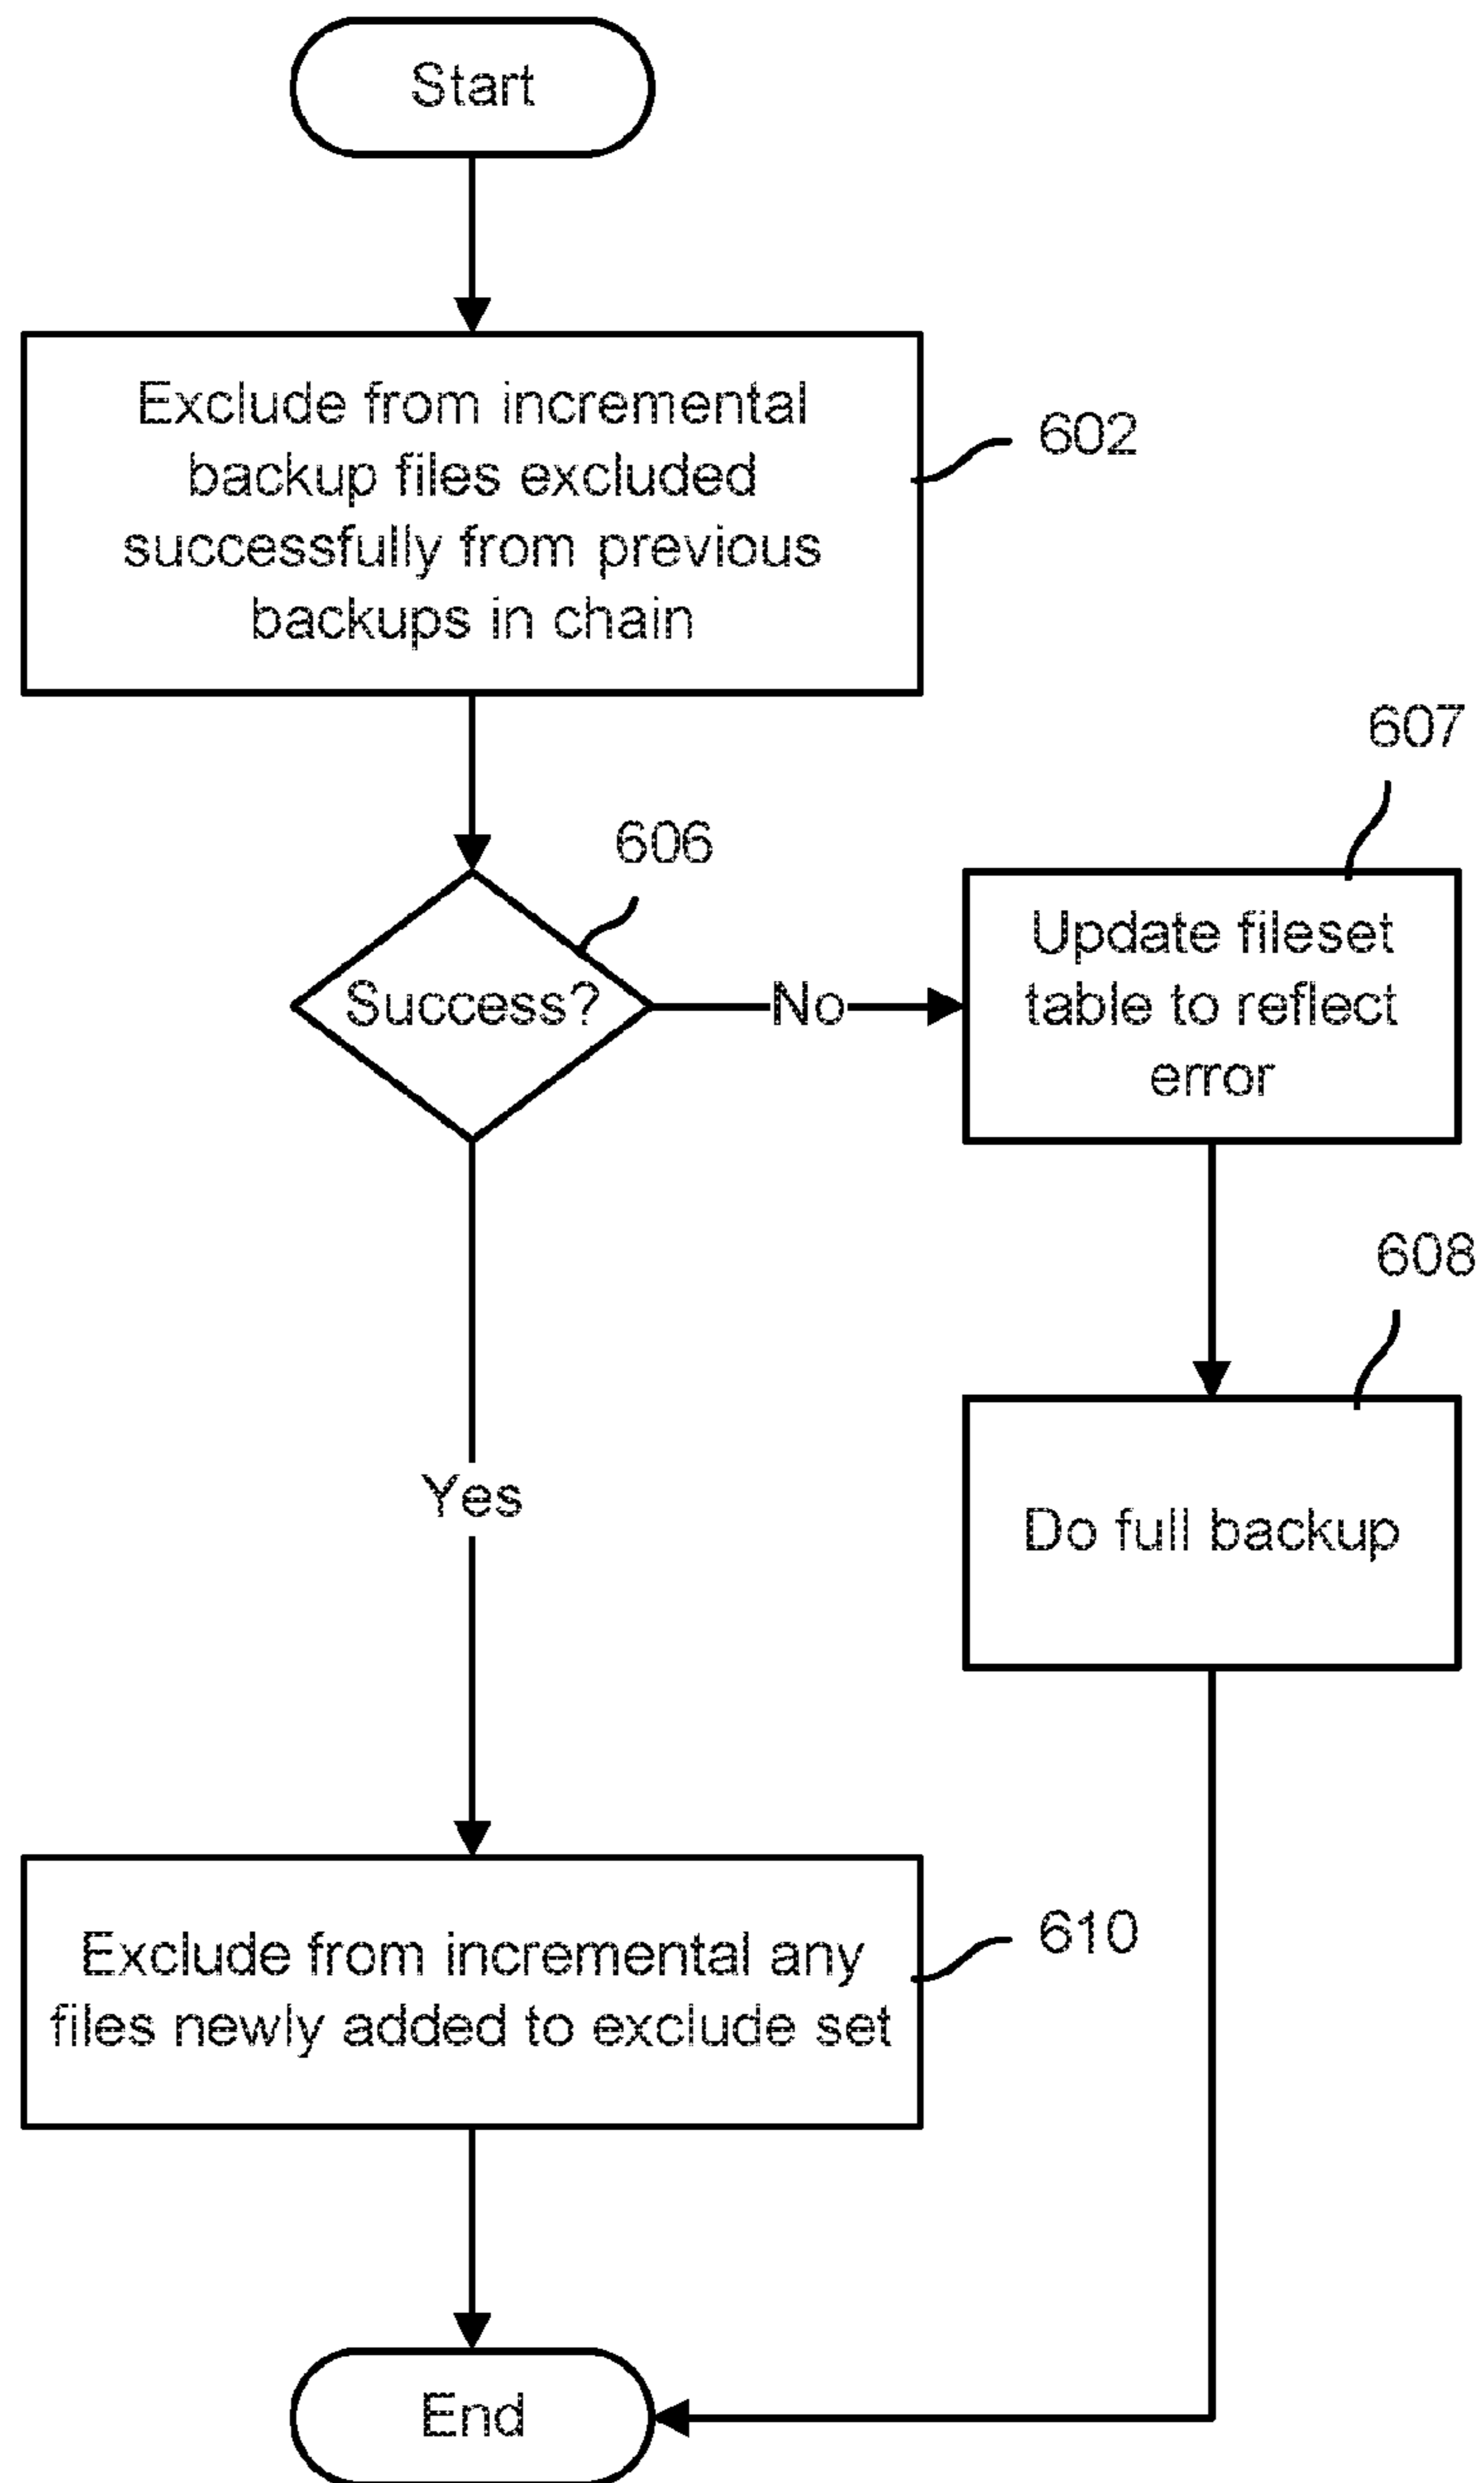 Start
Exclude from incremental
backup files excluded
successfully from previous
backups in chain
602
607
606
Success?
No
Update fileset
table to reflect
error
608
Yes
Do full backup
Exclude from incremental any
files newly added to exclude set
610
End